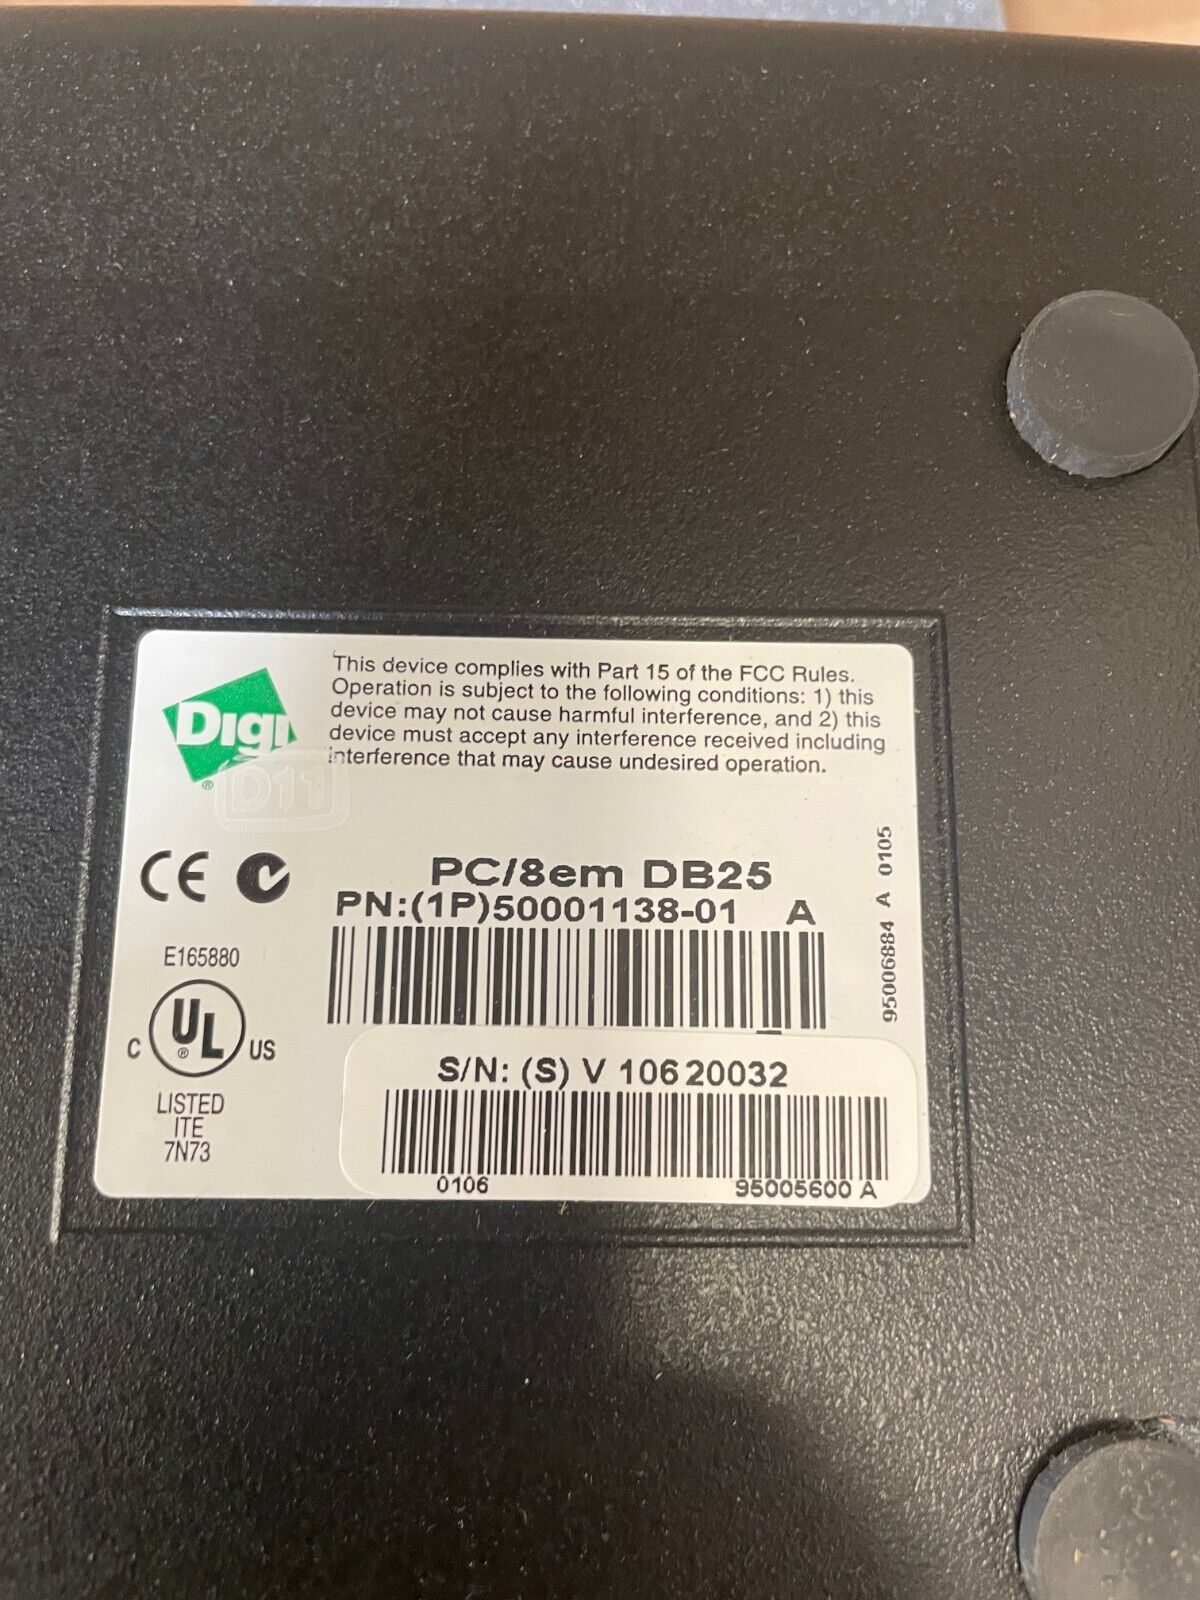 This device complies with Part 15 of the FCC Rules.
Operation is subject to the following conditions: 1) this
device may not cause harmful interference, and 2) this
device must accept any interference received including
interference that may cause undesired operation.
Digi
®
D11
CE
PC/8em DB25
PN:(1P)50001138-01 A
95006884 A 0105
E165880
C UL ® US
LISTED
ITE
7N73
S/N: (S) V 10620032
0106 95005600 A